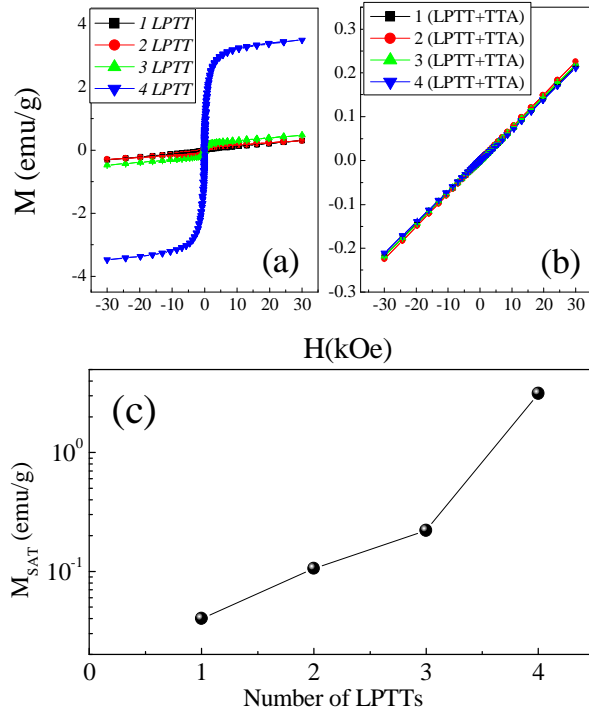 4
2
0
-2
-4
M (emu/g)
1 LPTT
2 LPTT
3 LPTT
4 LPTT
(a)
-30 -20 -10 0 10 20 30
1 (LPTT+TTA)
2 (LPTT+TTA)
3 (LPTT+TTA)
4 (LPTT+TTA)
0.3
0.2
0.1
0.0
-0.1
-0.2
-0.3
(b)
-30 -20 -10 0 10 20 30
H(kOe)
(c)
M_SAT (emu/g)
10^0
10^-1
0 1 2 3 4
Number of LPTTs